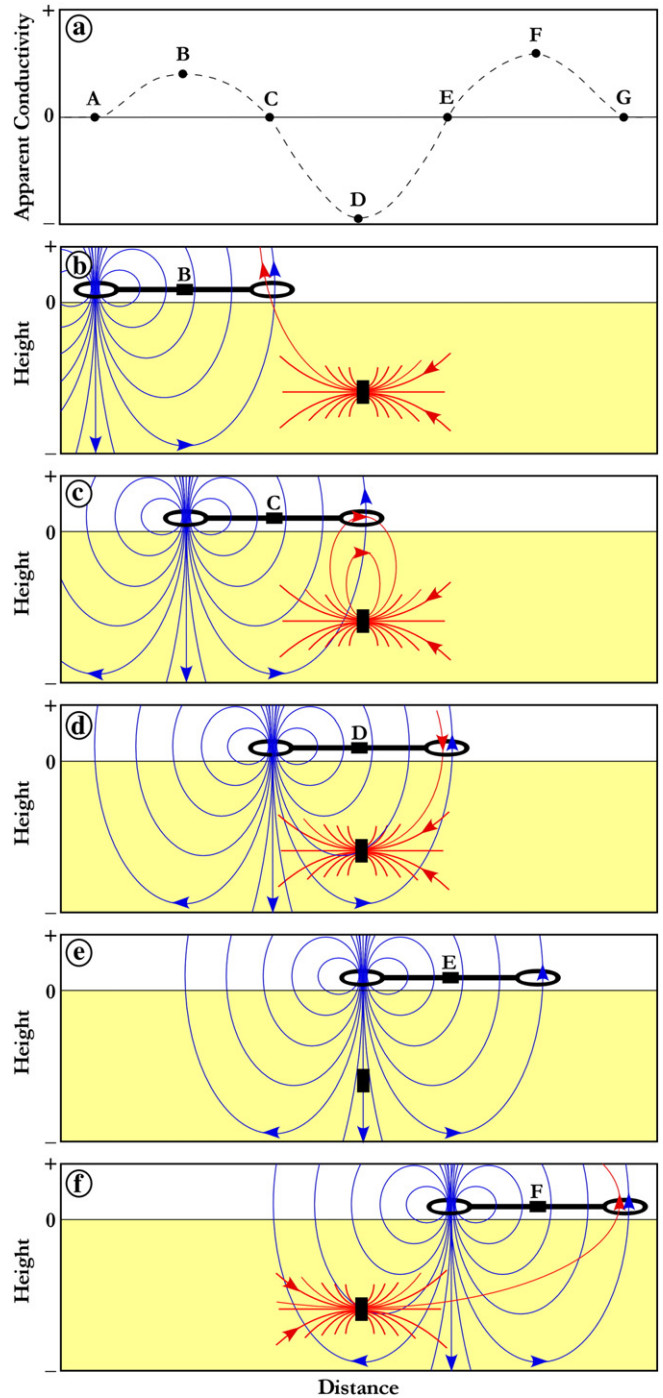 a
+
Apparent Conductivity
0
−
A
B
C
D
E
F
G
b
+
Height
0
−
B
c
+
Height
0
−
C
d
+
Height
0
−
D
e
+
Height
0
−
E
f
+
Height
0
−
F
Distance